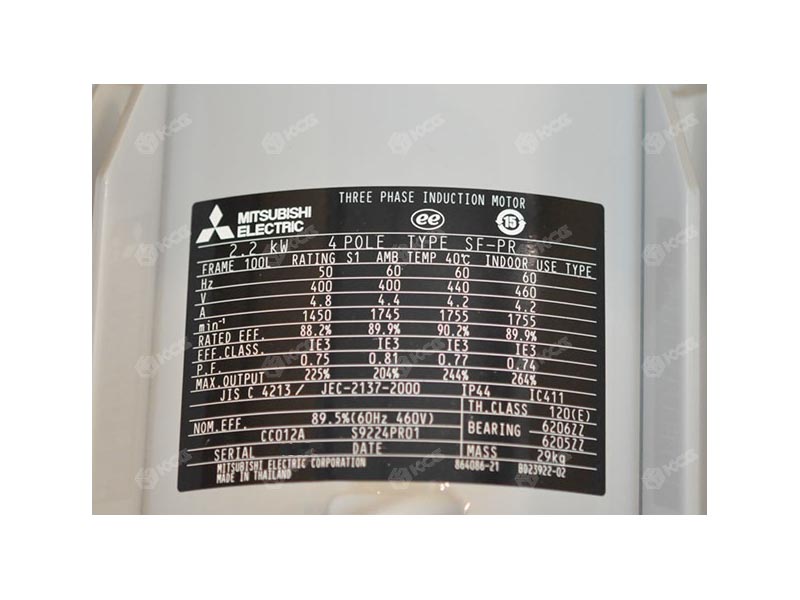 THREE PHASE INDUCTION MOTOR
MITSUBISHI
ELECTRIC
ee
15
2.2 kW 4 POLE TYPE SF-PR
FRAME 100L RATING S1 AMB TEMP 40℃ INDOOR USE TYPE
Hz 50 60 60 60
V 400 400 440 460
A 4.8 4.4 4.2 4.2
min⁻¹ 1450 1745 1755 1755
RATED EFF. 88.2% 89.9% 90.2% 89.9%
EFF.CLASS. IE3 IE3 IE3 IE3
P.F. 0.75 0.81 0.77 0.74
MAX.OUTPUT 225% 204% 244% 264%
JIS C 4213/ JEC-2137-2000 IP44 IC411
NOM.EFF. 89.5%(60Hz 460V) TH.CLASS 120(E)
CC012A S9224PR01 BEARING 6206ZZ
6205ZZ
SERIAL DATE MASS 29kg
MITSUBISHI ELECTRIC CORPORATION 864086-21 BD23922-02
MADE IN THAILAND